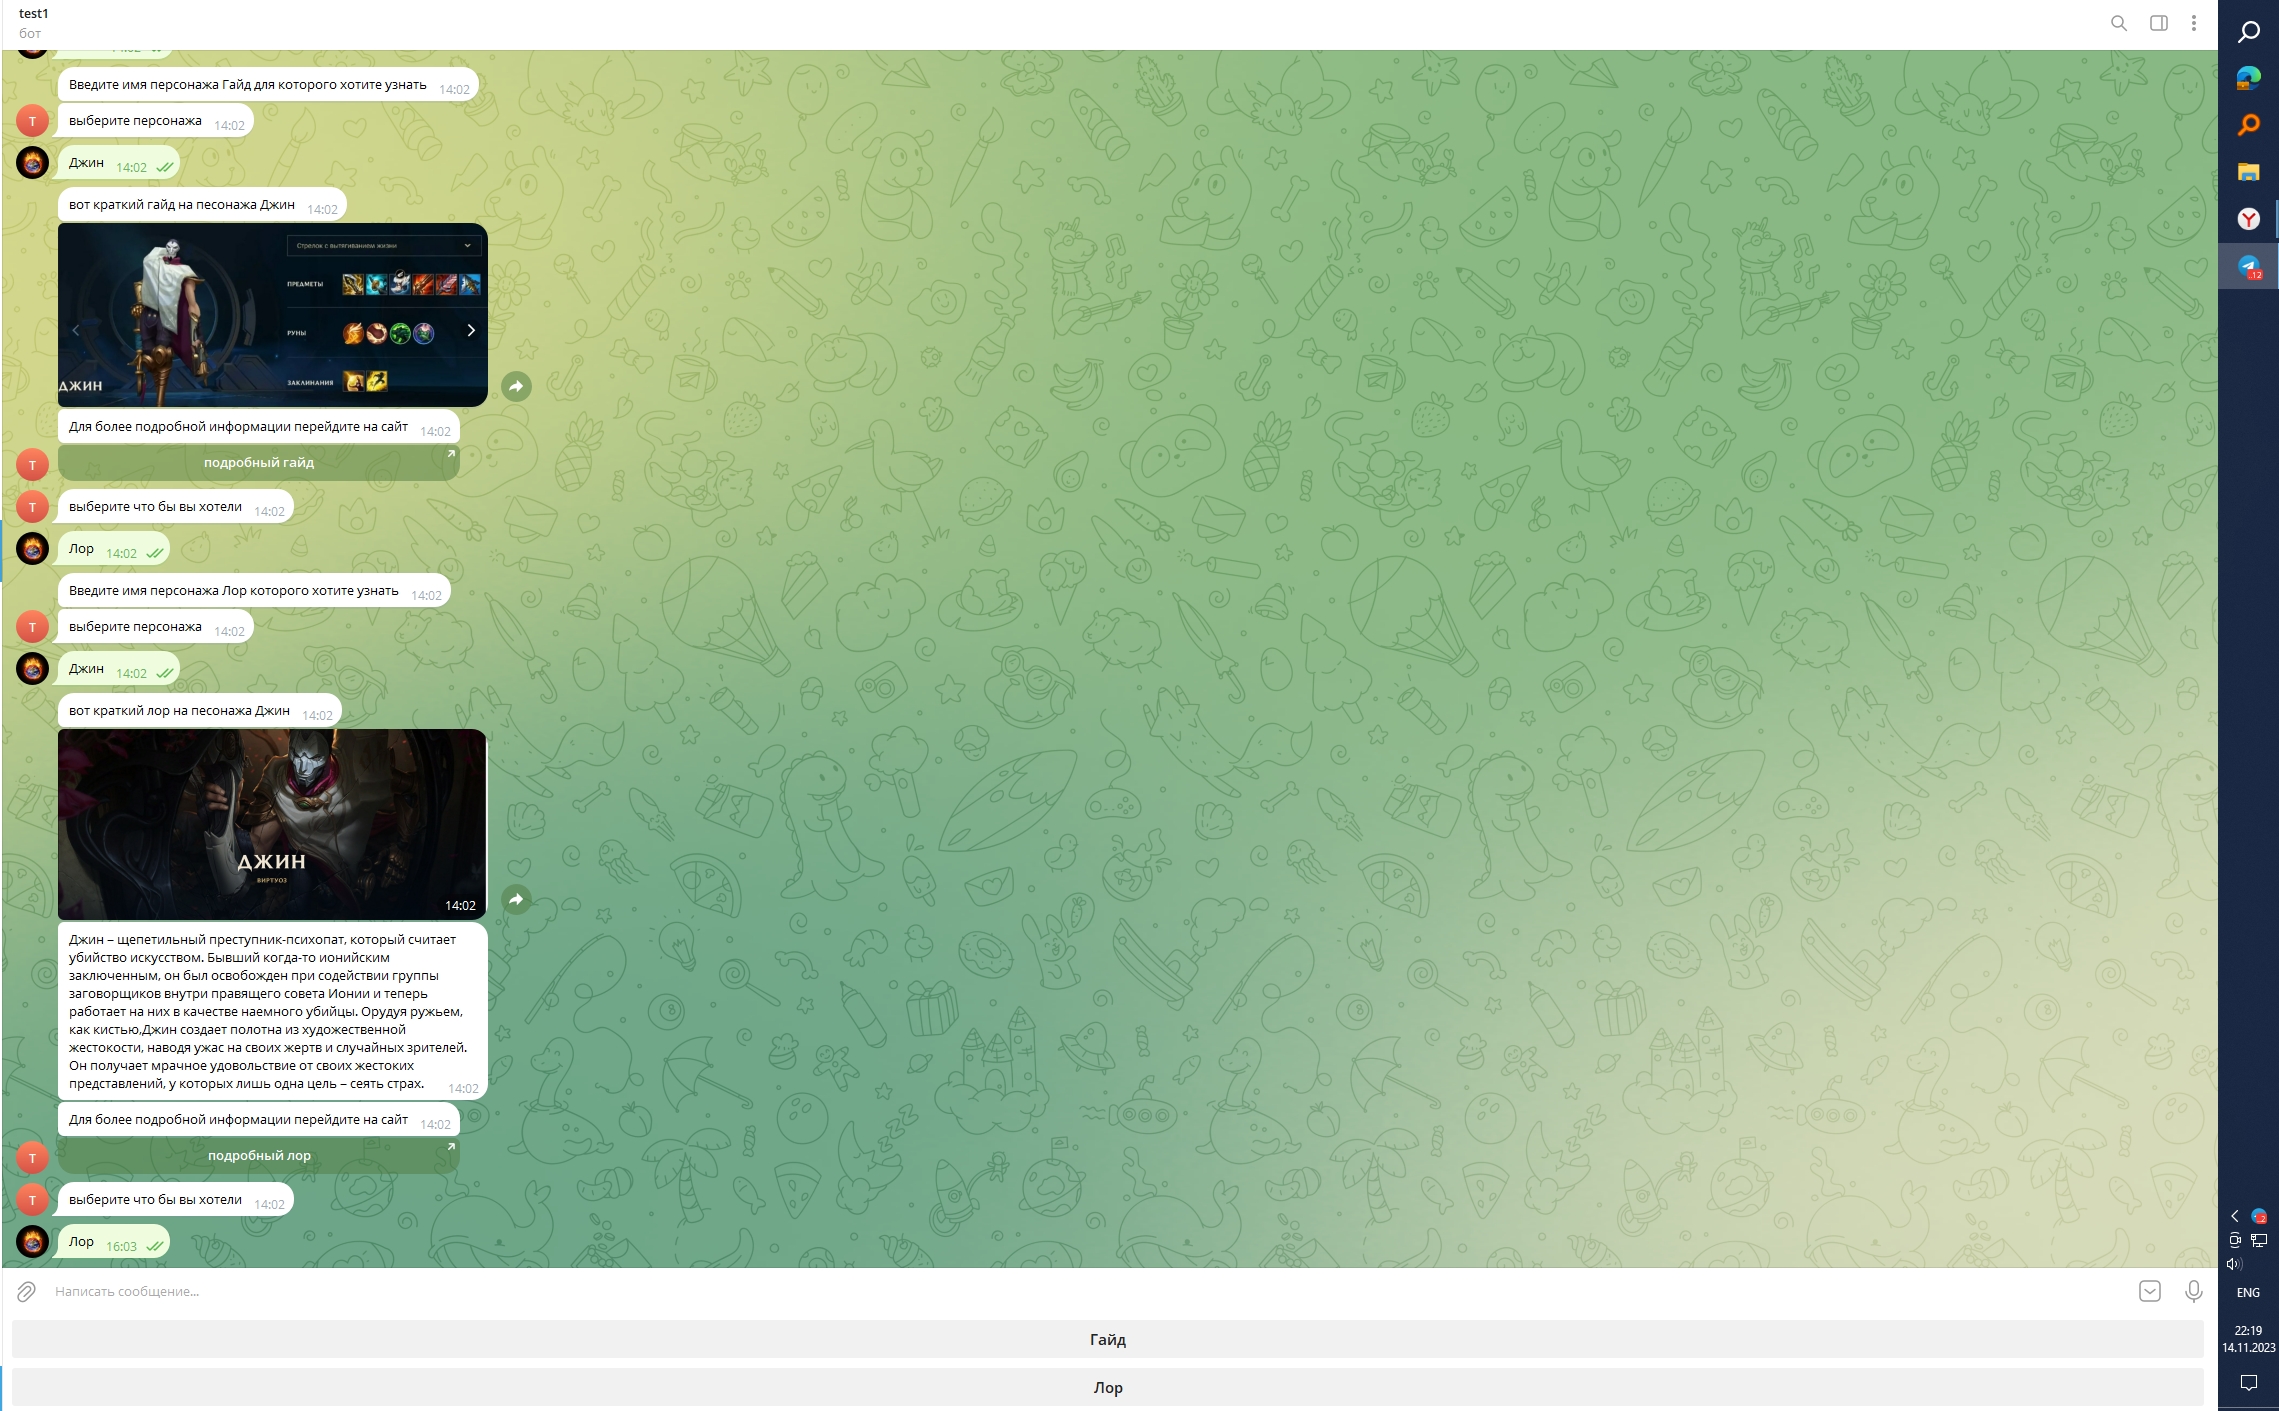 test1
бот
Введите имя персонажа Гайд для которого хотите узнать 14:02
Т
выберите персонажа 14:02
Джин 14:02
вот краткий гайд на песонажа Джин 14:02
Стрелок с вытягиванием жизни
ПРЕДМЕТЫ
РУНЫ
ЗАКЛИНАНИЯ
ДЖИН
Для более подробной информации перейдите на сайт 14:02
Т
подробный гайд
Т
выберите что бы вы хотели 14:02
Лор 14:02
Введите имя персонажа Лор которого хотите узнать 14:02
Т
выберите персонажа 14:02
Джин 14:02
вот краткий лор на песонажа Джин 14:02
ДЖИН
ВИРТУОЗ
14:02
Джин – щепетильный преступник-психопат, который считает
убийство искусством. Бывший когда-то ионийским
заключенным, он был освобожден при содействии группы
заговорщиков внутри правящего совета Ионии и теперь
работает на них в качестве наемного убийцы. Орудуя ружьем,
как кистью,Джин создает полотна из художественной
жестокости, наводя ужас на своих жертв и случайных зрителей.
Он получает мрачное удовольствие от своих жестоких
представлений, у которых лишь одна цель – сеять страх. 14:02
Для более подробной информации перейдите на сайт 14:02
Т
подробный лор
Т
выберите что бы вы хотели 14:02
Лор 16:03
Написать сообщение...
Гайд
Лор
..12
..2
ENG
22:19
14.11.2023